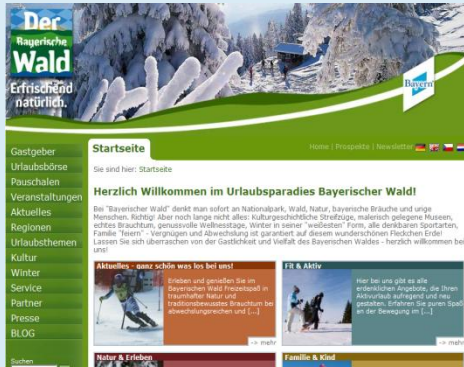 Der
Bayerische
Wald
Erfrischend
natürlich.
Bayern
Gastgeber
Urlaubsbörse
Pauschalen
Veranstaltungen
Aktuelles
Regionen
Urlaubsthemen
Kultur
Winter
Service
Partner
Presse
BLOG
Suchen
Startseite
Home | Prospekte | Newsletter
Sie sind hier: Startseite
Herzlich Willkommen im Urlaubsparadies Bayerischer Wald!
Bei "Bayerischer Wald" denkt man sofort an Nationalpark, Wald, Natur, bayerische Bräuche und urige
Menschen. Richtig! Aber noch lange nicht alles: Kulturgeschichtliche Streifzüge, malerisch gelegene Museen,
echtes Brauchtum, genussvolle Wellnesstage, Winter in seiner "weißesten" Form, alle denkbaren Sportarten,
Familie "feiern" - Vergnügen und Abwechslung ist garantiert auf diesem wunderschönen Fleckchen Erde!
Lassen Sie sich überraschen von der Gastlichkeit und Vielfalt des Bayerischen Waldes - herzlich willkommen bei
uns!
Aktuelles - ganz schön was los bei uns!
Erleben und genießen Sie im
Bayerischen Wald Freizeitspaß in
traumhafter Natur und
traditionsbewusstes Brauchtum bei
abwechslungsreichen und [...]
→ mehr
Fit & Aktiv
Hier bei uns gibt es alle
erdenklichen Angebote, die Ihren
Aktivurlaub aufregend und neu
gestalten. Erfahren Sie puren Spaß
an der Bewegung im [...]
→ mehr
Natur & Erleben
Familie & Kind